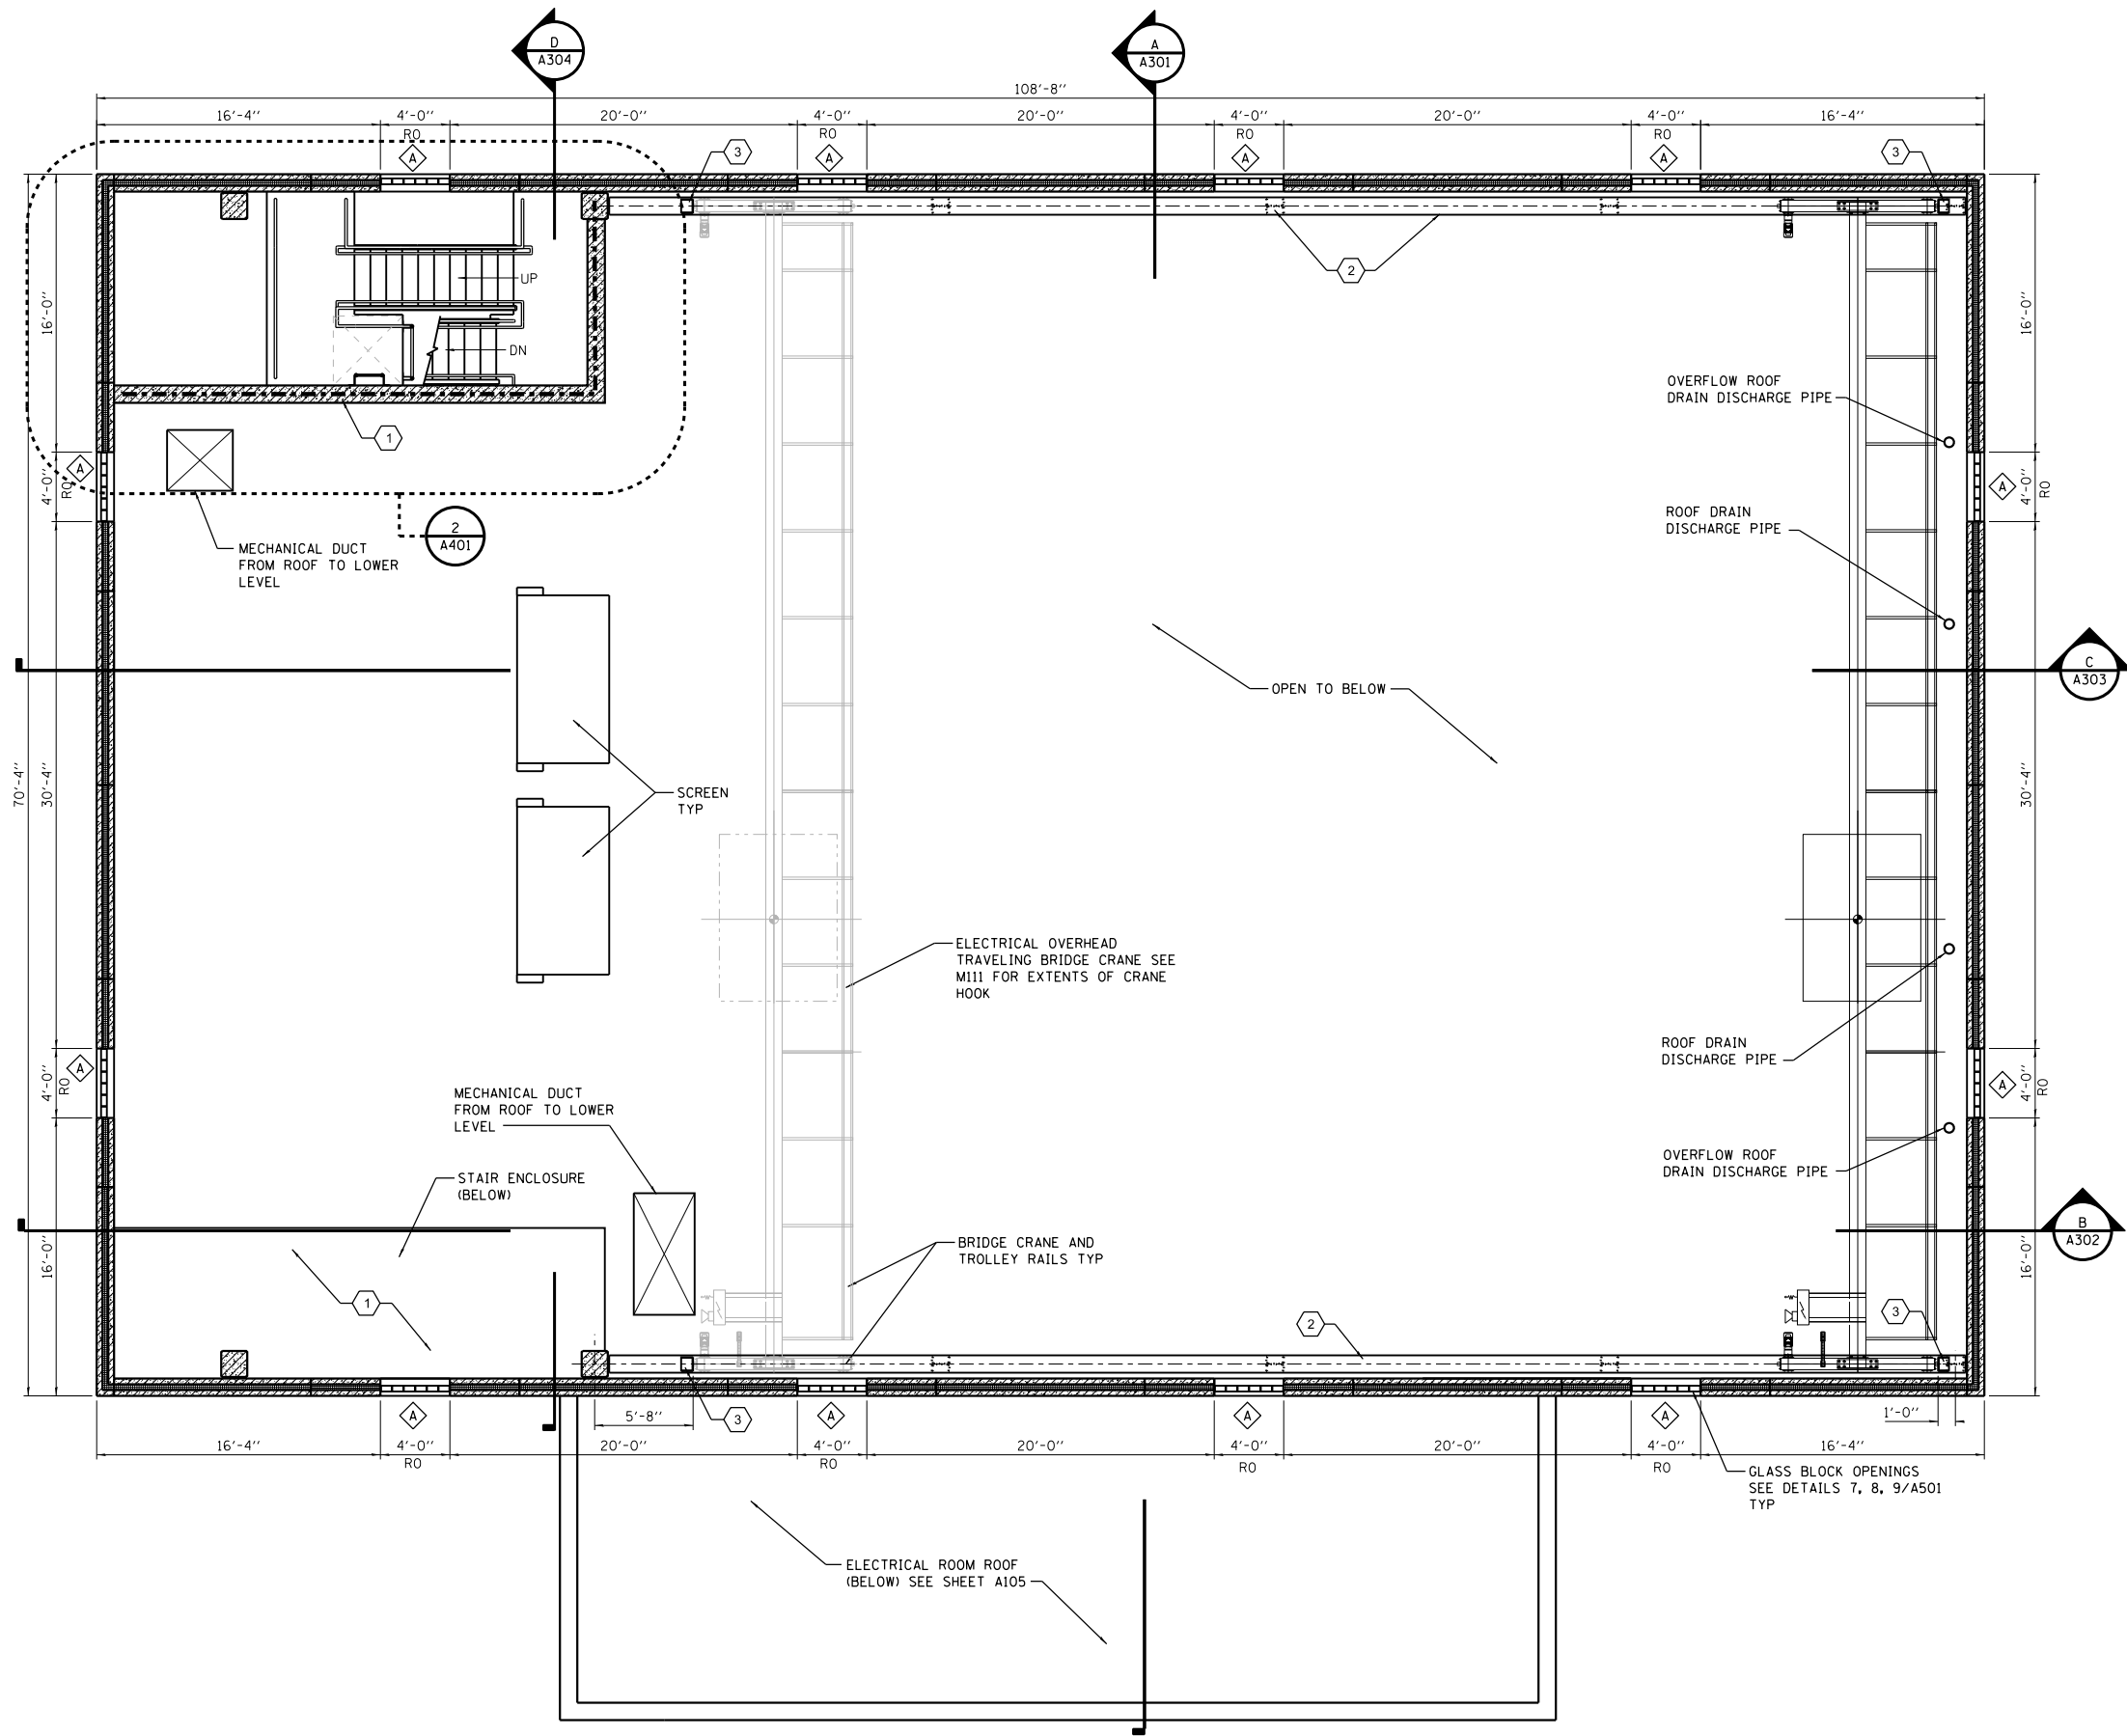 D
A304
A
A301
108'-8"
16'-4"
4'-0"
RO
20'-0"
4'-0"
RO
20'-0"
4'-0"
RO
20'-0"
4'-0"
RO
16'-4"
A
A
A
A
3
3
2
UP
DN
1
16'-0"
4'-0"
RO
A
70'-4"
30'-4"
4'-0"
RO
A
16'-0"
16'-0"
4'-0"
RO
A
30'-4"
4'-0"
RO
A
16'-0"
2
A401
MECHANICAL DUCT
FROM ROOF TO LOWER
LEVEL
OVERFLOW ROOF
DRAIN DISCHARGE PIPE
ROOF DRAIN
DISCHARGE PIPE
C
A303
OPEN TO BELOW
SCREEN
TYP
ELECTRICAL OVERHEAD
TRAVELING BRIDGE CRANE SEE
M111 FOR EXTENTS OF CRANE
HOOK
ROOF DRAIN
DISCHARGE PIPE
MECHANICAL DUCT
FROM ROOF TO LOWER
LEVEL
OVERFLOW ROOF
DRAIN DISCHARGE PIPE
STAIR ENCLOSURE
(BELOW)
B
A302
BRIDGE CRANE AND
TROLLEY RAILS TYP
1
2
3
3
A
A
A
A
5'-8"
1'-0"
16'-4"
4'-0"
RO
20'-0"
4'-0"
RO
20'-0"
4'-0"
RO
20'-0"
4'-0"
RO
16'-4"
GLASS BLOCK OPENINGS
SEE DETAILS 7, 8, 9/A501
TYP
ELECTRICAL ROOM ROOF
(BELOW) SEE SHEET A105